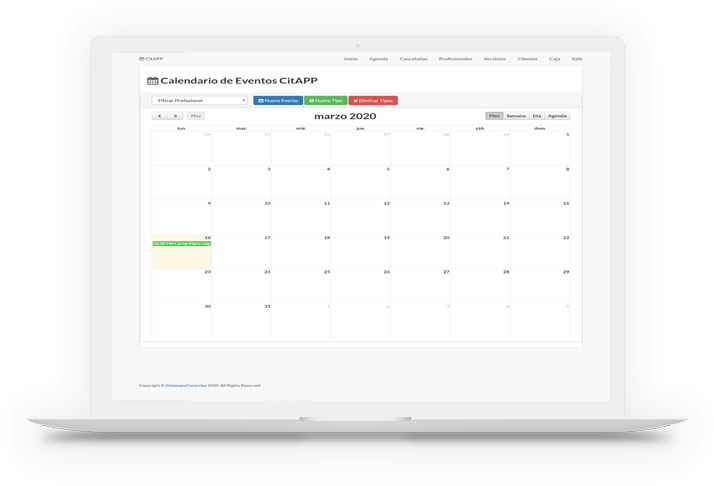 CitAPP Inicio Agenda Canceladas Profesionales Servicios Clientes Caja Salir
Calendario de Eventos CitAPP
Filtrar Profesional Nuevo Evento Nuevo Tipo Eliminar Tipos
< > Hoy marzo 2020 Mes Semana Día Agenda
lun. mar. mié. jue. vie. sáb. dom.
24 25 26 27 28 29 1
2 3 4 5 6 7 8
9 10 11 12 13 14 15
16 17 18 19 20 21 22
02:00 PM Carlos Mario
23 24 25 26 27 28 29
30 31 1 2 3 4 5
Copyright © SistemasyControles 2020. All Rights Reserved